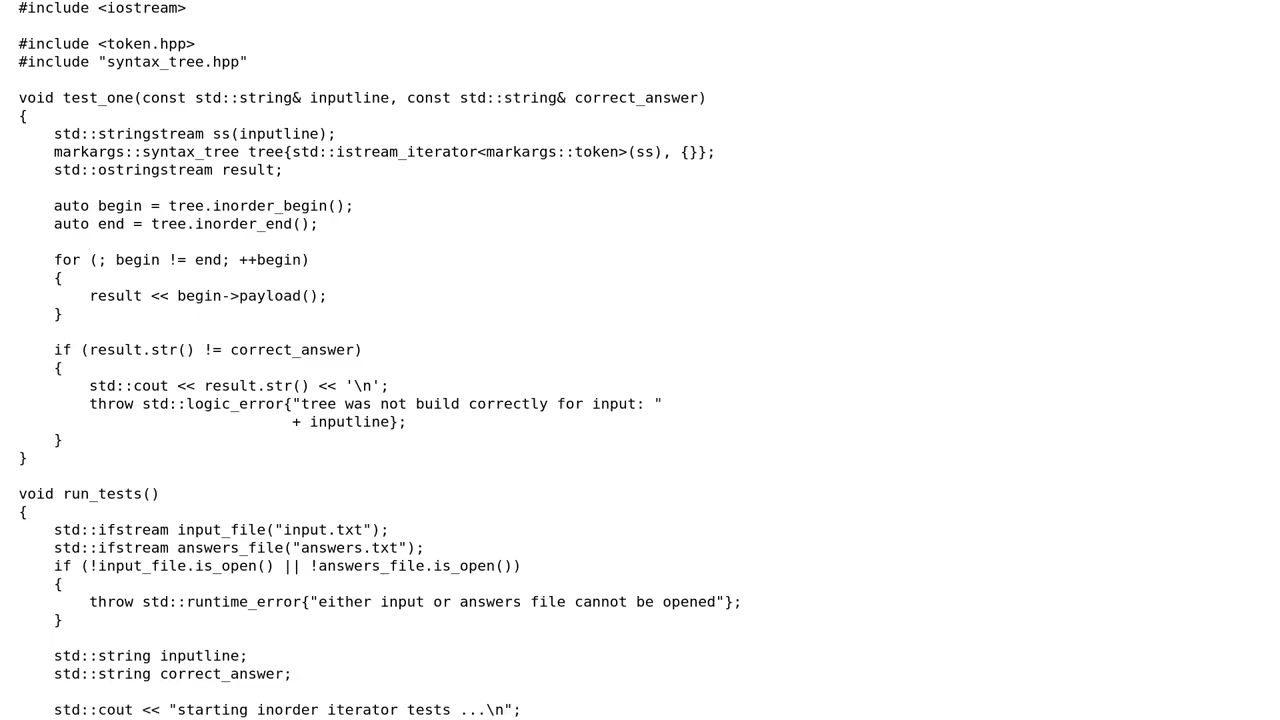 #include <iostream>

#include <token.hpp>
#include "syntax_tree.hpp"

void test_one(const std::string& inputline, const std::string& correct_answer)
{
    std::stringstream ss(inputline);
    markargs::syntax_tree tree{std::istream_iterator<markargs::token>(ss), {}};
    std::ostringstream result;

    auto begin = tree.inorder_begin();
    auto end = tree.inorder_end();

    for (; begin != end; ++begin)
    {
        result << begin->payload();
    }

    if (result.str() != correct_answer)
    {
        std::cout << result.str() << '\n';
        throw std::logic_error{"tree was not build correctly for input: "
                               + inputline};
    }
}

void run_tests()
{
    std::ifstream input_file("input.txt");
    std::ifstream answers_file("answers.txt");
    if (!input_file.is_open() || !answers_file.is_open())
    {
        throw std::runtime_error{"either input or answers file cannot be opened"};
    }

    std::string inputline;
    std::string correct_answer;

    std::cout << "starting inorder iterator tests ...\n";